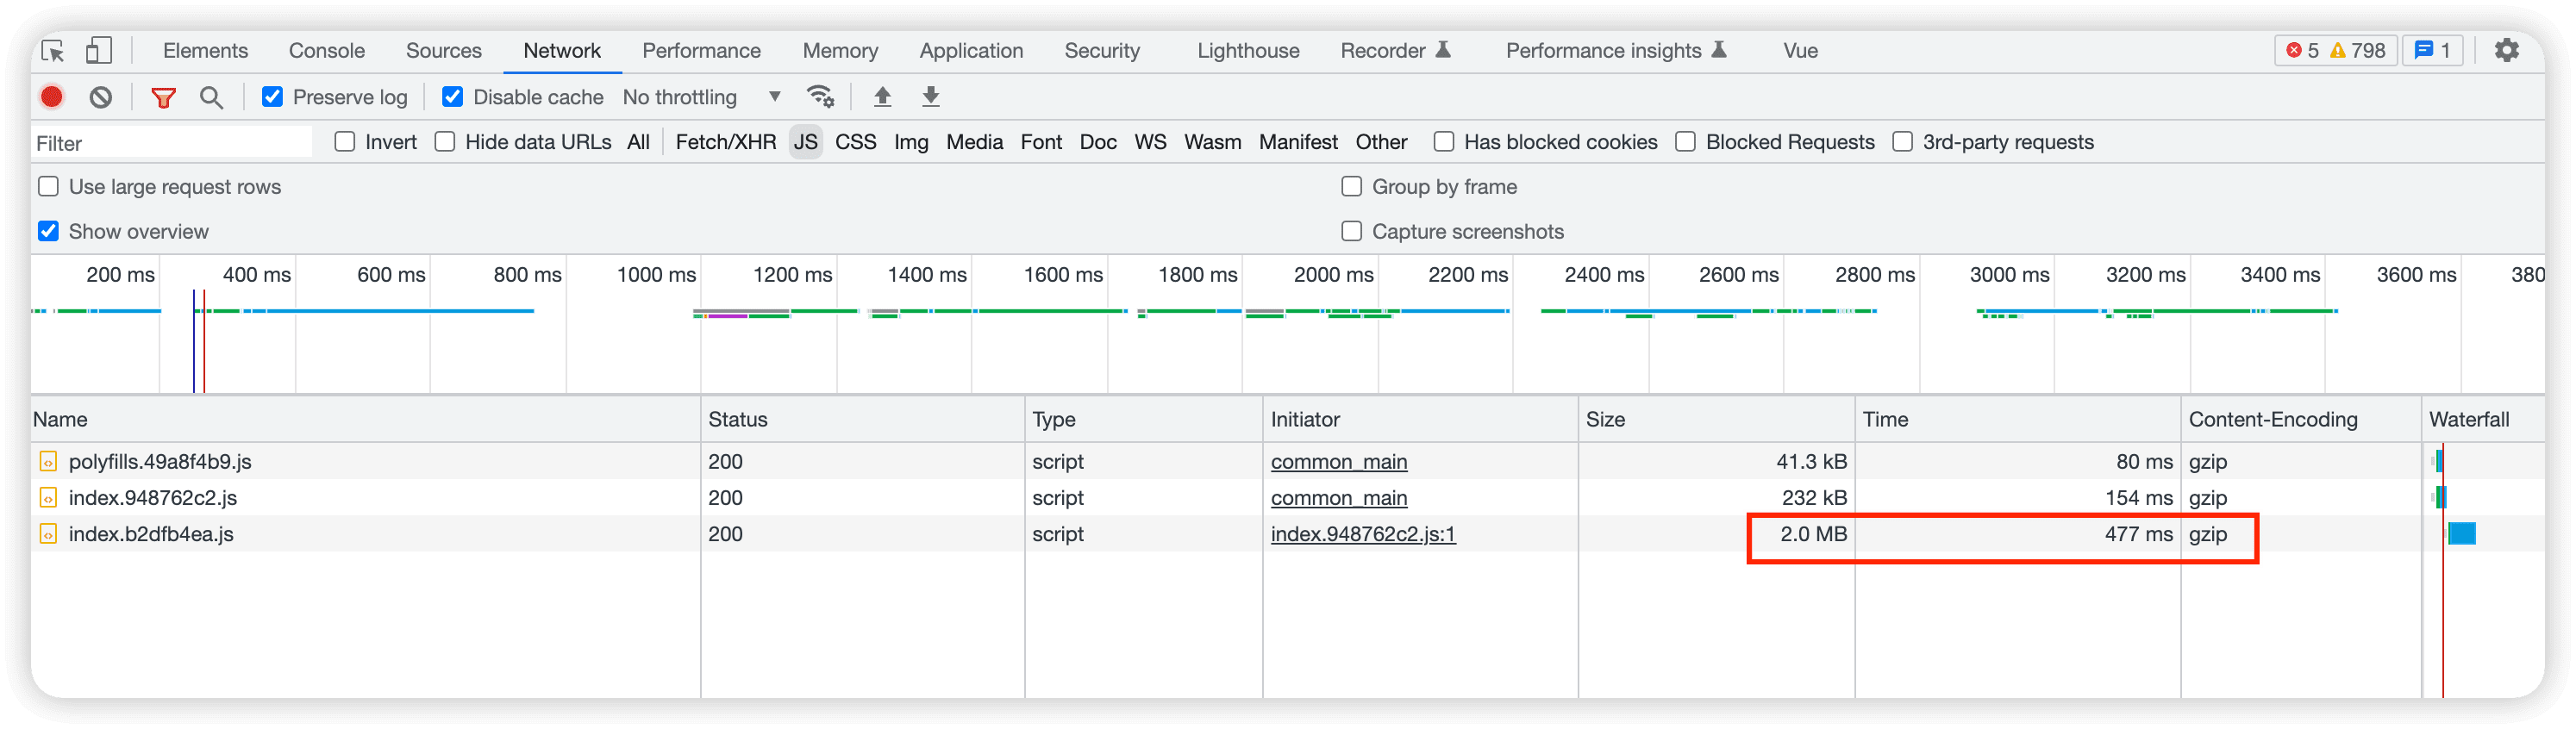 Elements Console Sources Network Performance Memory Application Security Lighthouse Recorder Performance insights Vue 5 798 1
Preserve log Disable cache No throttling
Filter Invert Hide data URLs All Fetch/XHR JS CSS Img Media Font Doc WS Wasm Manifest Other Has blocked cookies Blocked Requests 3rd-party requests
Use large request rows Group by frame
Show overview Capture screenshots
200 ms 400 ms 600 ms 800 ms 1000 ms 1200 ms 1400 ms 1600 ms 1800 ms 2000 ms 2200 ms 2400 ms 2600 ms 2800 ms 3000 ms 3200 ms 3400 ms 3600 ms 380
Name Status Type Initiator Size Time Content-Encoding Waterfall
polyfills.49a8f4b9.js 200 script common_main 41.3 kB 80 ms gzip
index.948762c2.js 200 script common_main 232 kB 154 ms gzip
index.b2dfb4ea.js 200 script index.948762c2.js:1 2.0 MB 477 ms gzip